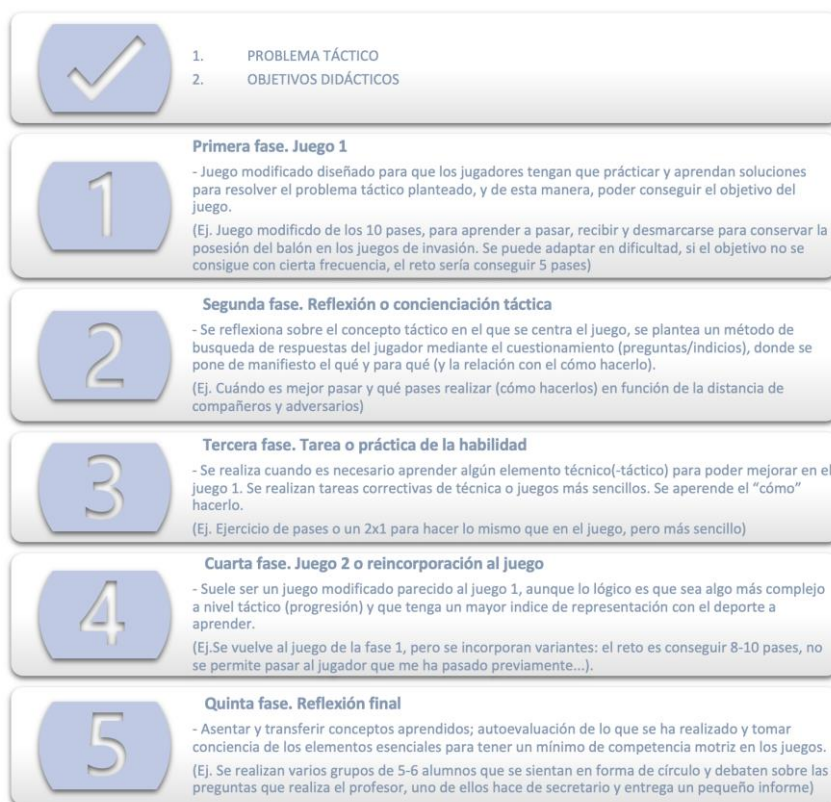 1. PROBLEMA TÁCTICO
2. OBJETIVOS DIDÁCTICOS
1
Primera fase. Juego 1
- Juego modificado diseñado para que los jugadores tengan que prácticar y aprendan soluciones
para resolver el problema táctico planteado, y de esta manera, poder conseguir el objetivo del
juego.
(Ej. Juego modificdo de los 10 pases, para aprender a pasar, recibir y desmarcarse para conservar la
posesión del balón en los juegos de invasión. Se puede adaptar en dificultad, si el objetivo no se
consigue con cierta frecuencia, el reto sería conseguir 5 pases)
2
Segunda fase. Reflexión o concienciación táctica
- Se reflexiona sobre el concepto táctico en el que se centra el juego, se plantea un método de
busqueda de respuestas del jugador mediante el cuestionamiento (preguntas/indicios), donde se
pone de manifiesto el qué y para qué (y la relación con el cómo hacerlo).
(Ej. Cuándo es mejor pasar y qué pases realizar (cómo hacerlos) en función de la distancia de
compañeros y adversarios)
3
Tercera fase. Tarea o práctica de la habilidad
- Se realiza cuando es necesario aprender algún elemento técnico(-táctico) para poder mejorar en el
juego 1. Se realizan tareas correctivas de técnica o juegos más sencillos. Se aperende el “cómo”
hacerlo.
(Ej. Ejercicio de pases o un 2x1 para hacer lo mismo que en el juego, pero más sencillo)
4
Cuarta fase. Juego 2 o reincorporación al juego
- Suele ser un juego modificado parecido al juego 1, aunque lo lógico es que sea algo más complejo
a nivel táctico (progresión) y que tenga un mayor indice de representación con el deporte a
aprender.
(Ej.Se vuelve al juego de la fase 1, pero se incorporan variantes: el reto es conseguir 8-10 pases, no
se permite pasar al jugador que me ha pasado previamente...).
5
Quinta fase. Reflexión final
- Asentar y transferir conceptos aprendidos; autoevaluación de lo que se ha realizado y tomar
conciencia de los elementos esenciales para tener un mínimo de competencia motriz en los juegos.
(Ej. Se realizan varios grupos de 5-6 alumnos que se sientan en forma de círculo y debaten sobre las
preguntas que realiza el profesor, uno de ellos hace de secretario y entrega un pequeño informe)